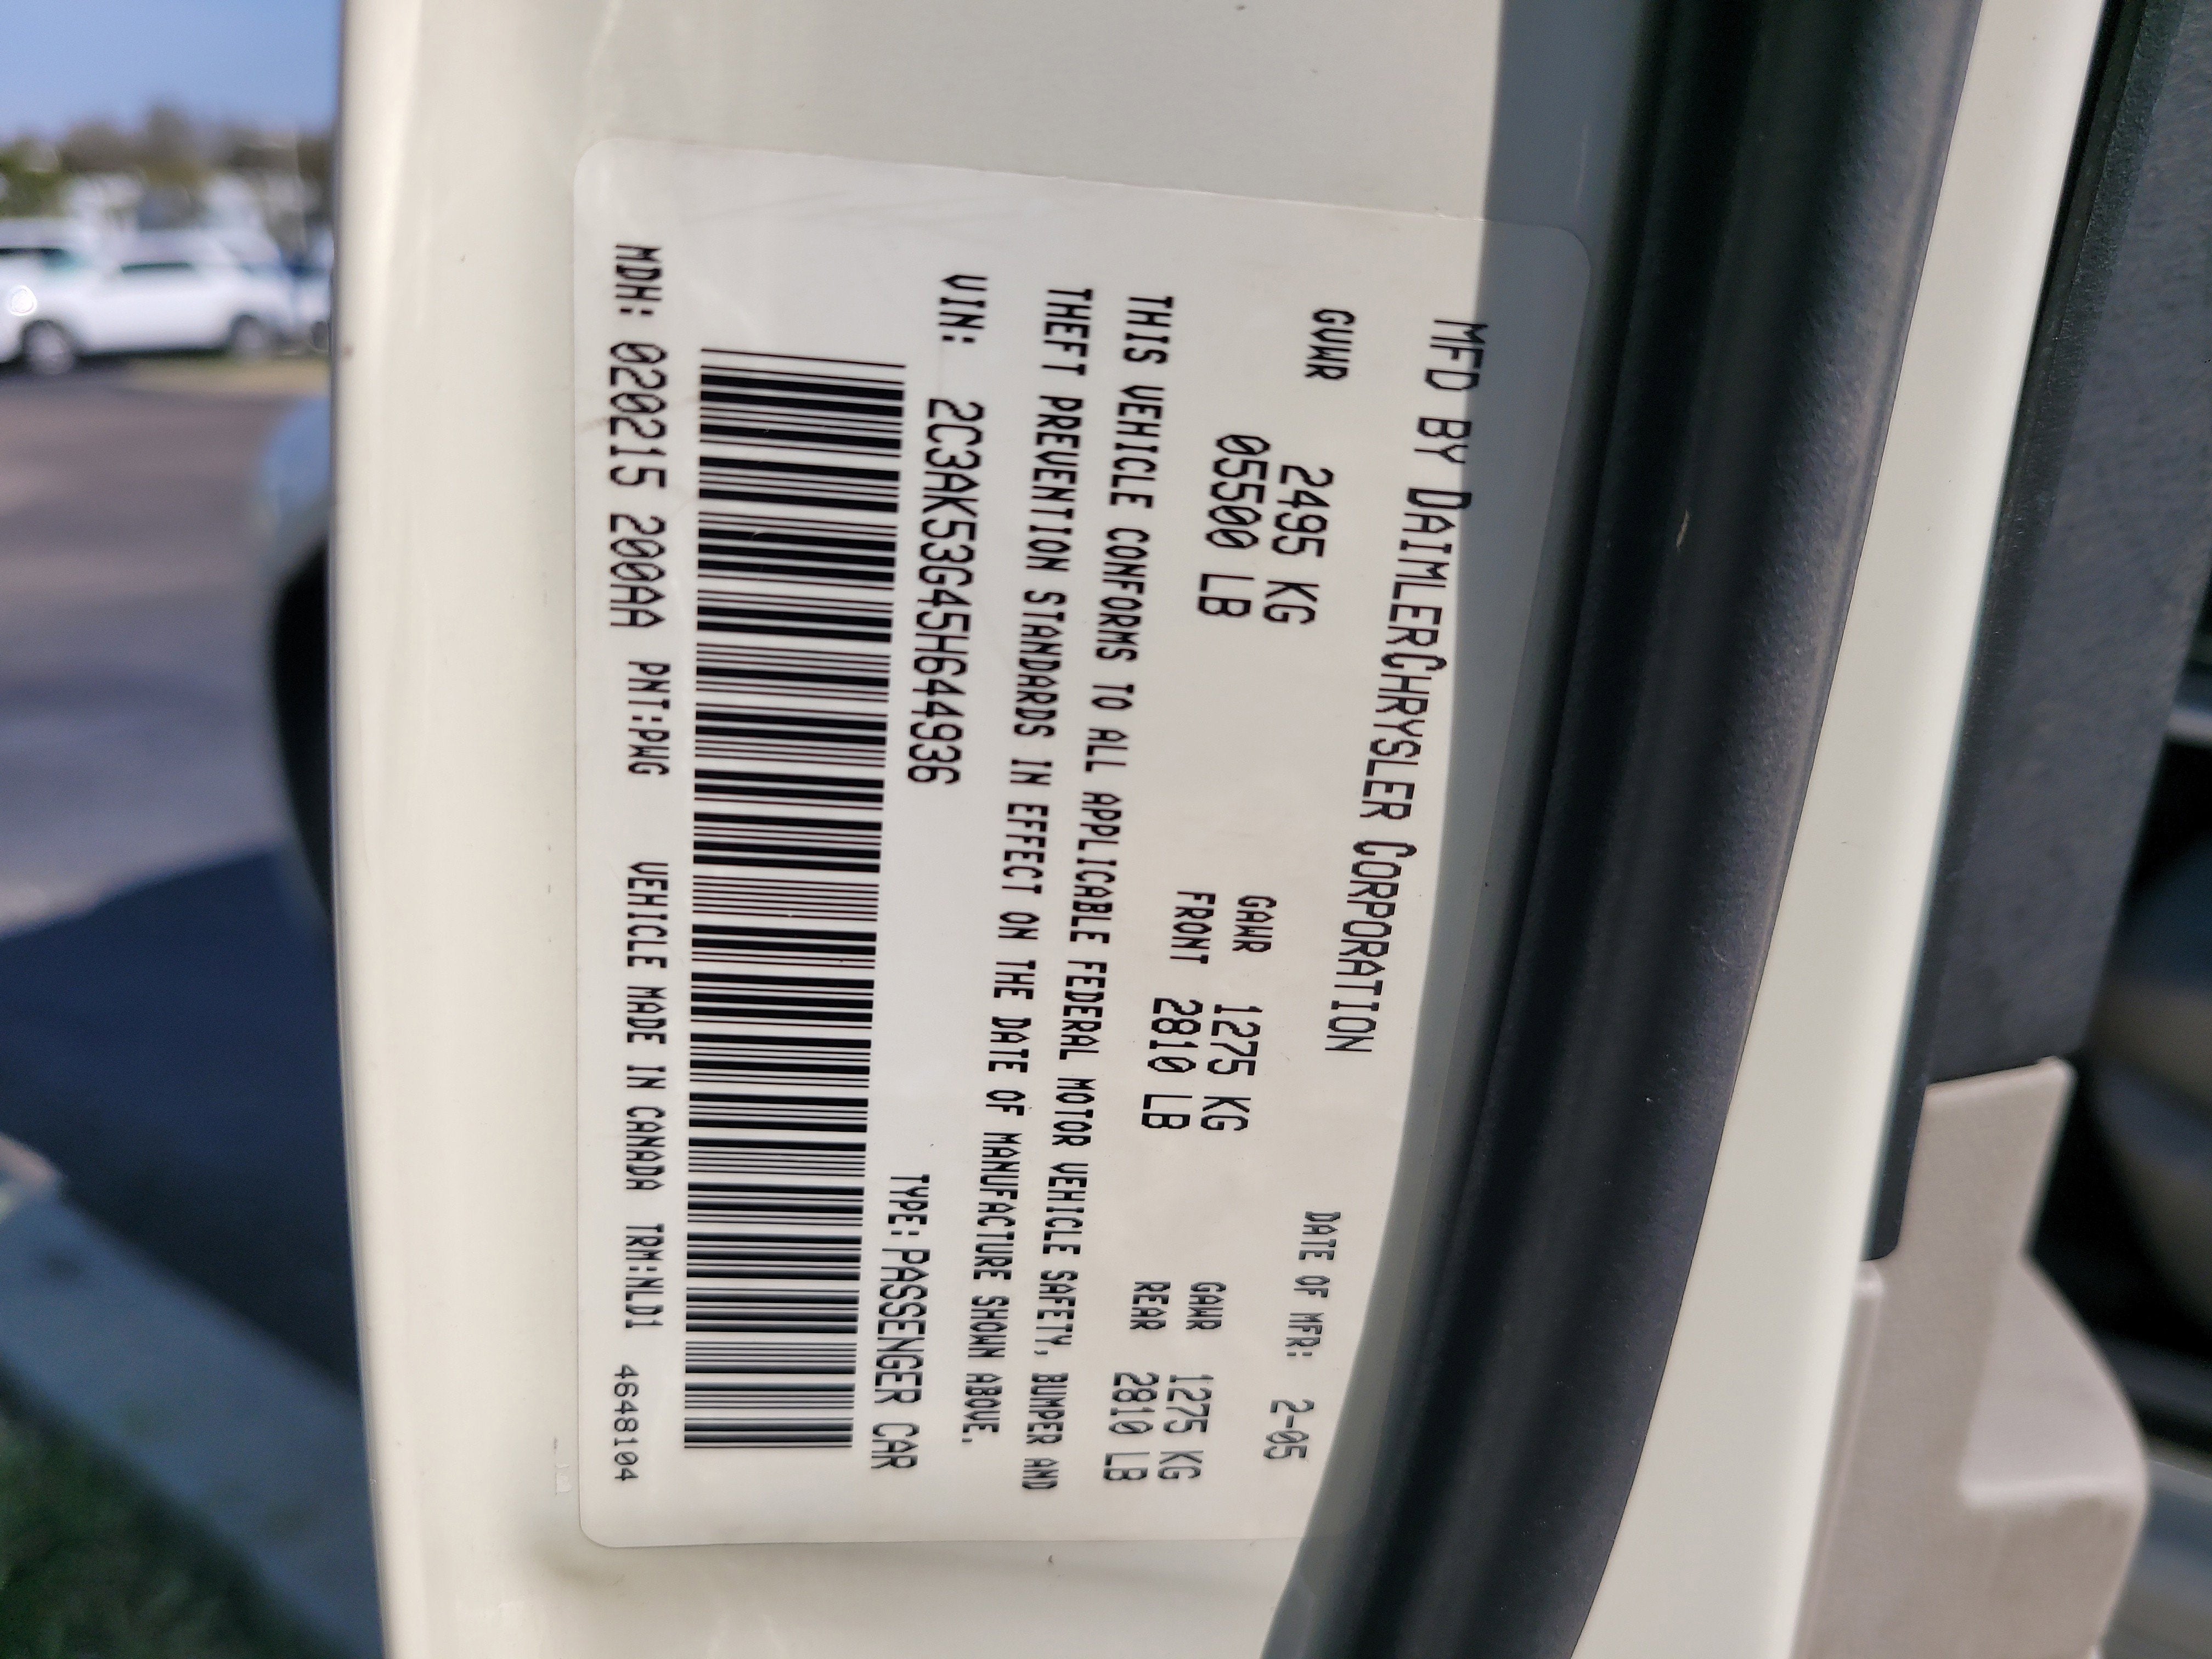 MFD BY DAIMLERCHRYSLER CORPORATION DATE OF MFR: 2-05
GVWR 2495 KG GAWR 1275 KG GAWR 1275 KG
05500 LB FRONT 2810 LB REAR 2810 LB
THIS VEHICLE CONFORMS TO ALL APPLICABLE FEDERAL MOTOR VEHICLE SAFETY, BUMPER AND
THEFT PREVENTION STANDARDS IN EFFECT ON THE DATE OF MANUFACTURE SHOWN ABOVE.
VIN: 2C3AK53G45H644936 TYPE: PASSENGER CAR
MDH: 020215 200AA PNT:PWG VEHICLE MADE IN CANADA TRM:NLD1 4648104